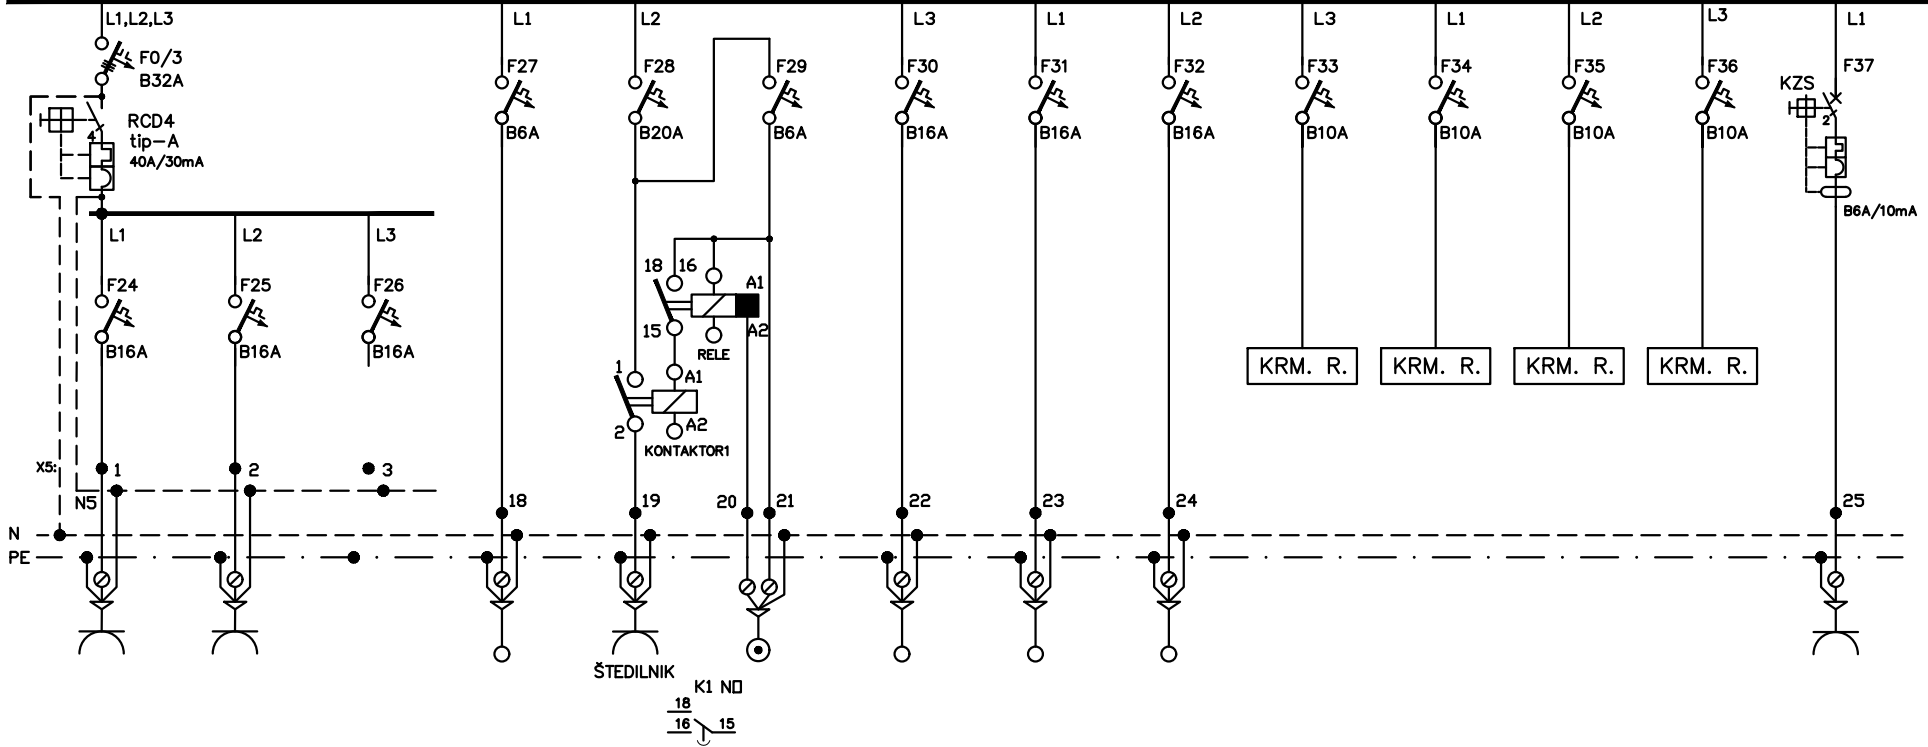 L1,L2,L3
L1
L2
L3
L1
L2
L3
L1
L2
L3
L1
F0/3
B32A
F27
F28
F29
F30
F31
F32
F33
F34
F35
F36
F37
KZS
2
RCD4
tip-A
40A/30mA
4
B6A
B20A
B6A
B16A
B16A
B16A
B10A
B10A
B10A
B10A
B6A/10mA
L1
L2
L3
F24
F25
F26
B16A
B16A
B16A
18
16
A1
15
A2
RELE
1
A1
2
A2
KONTAKTOR1
KRM. R.
KRM. R.
KRM. R.
KRM. R.
X5:
1
2
3
N5
18
19
20
21
22
23
24
25
N
PE
ŠTEDILNIK
K1 NO
18
16
15